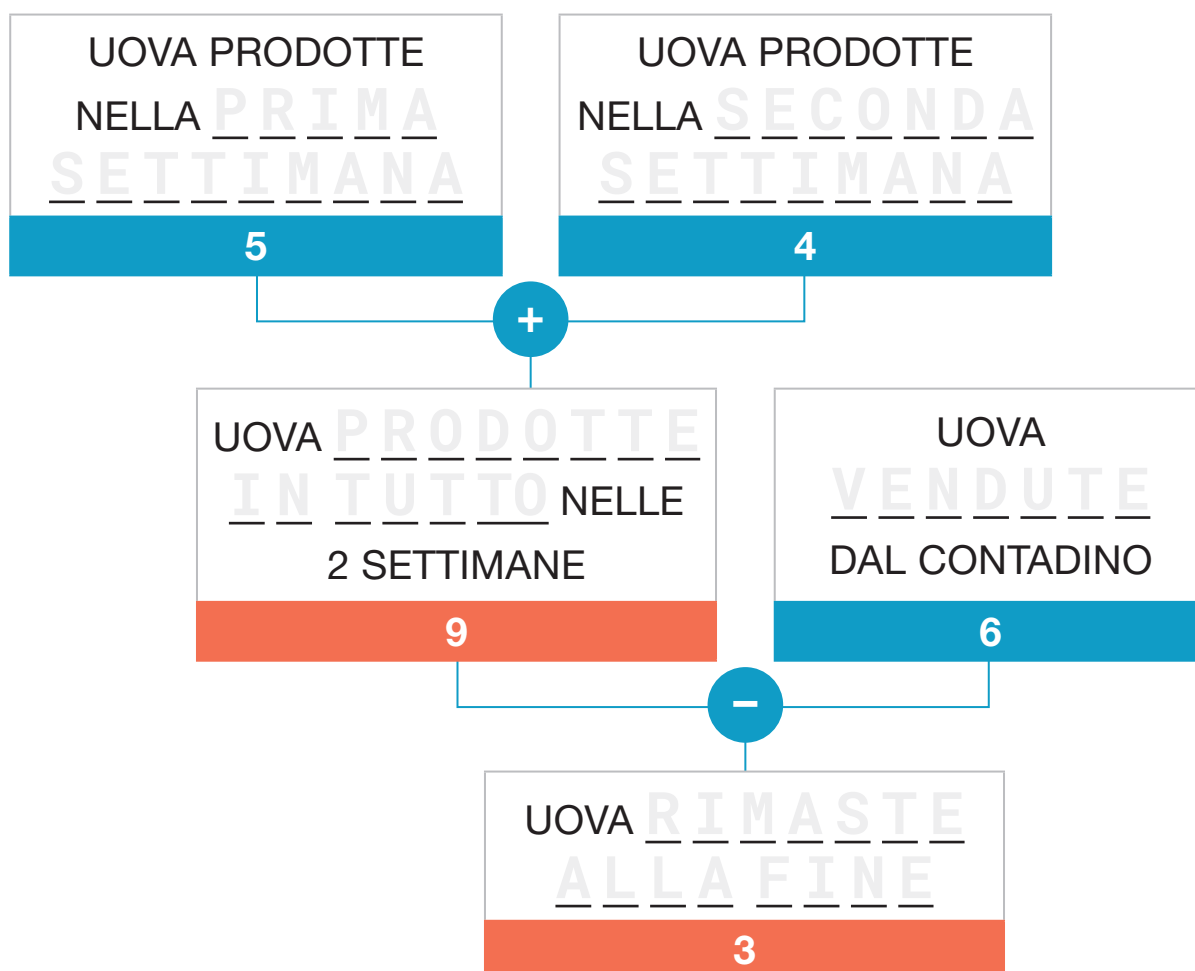 UOVA PRODOTTE
NELLA PRIMA
SETTIMANA
5
UOVA PRODOTTE
NELLA SECONDA
SETTIMANA
4
+
UOVA PRODOTTE
IN TUTTO NELLE
2 SETTIMANE
9
UOVA
VENDUTE
DAL CONTADINO
6
−
UOVA RIMASTE
ALLA FINE
3